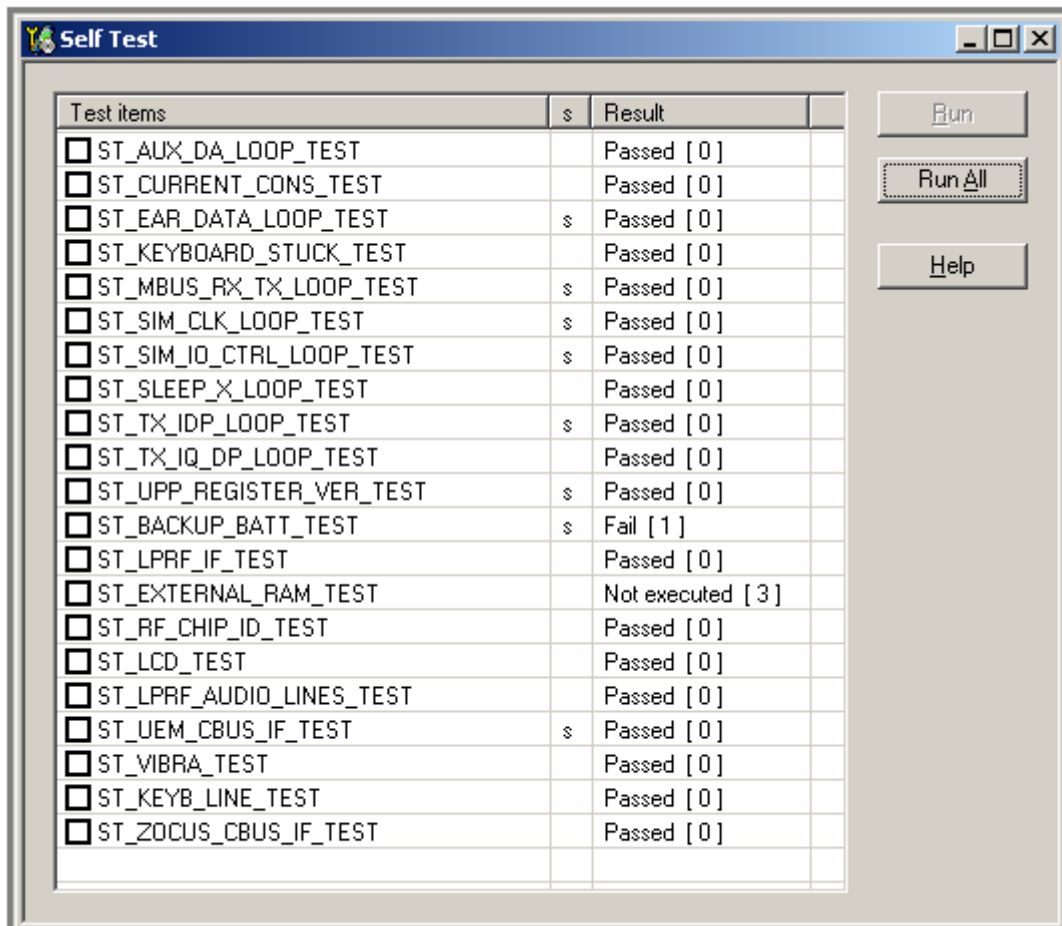 Self Test
Test items s Result
ST_AUX_DA_LOOP_TEST Passed [ 0 ]
ST_CURRENT_CONS_TEST Passed [ 0 ]
ST_EAR_DATA_LOOP_TEST s Passed [ 0 ]
ST_KEYBOARD_STUCK_TEST Passed [ 0 ]
ST_MBUS_RX_TX_LOOP_TEST s Passed [ 0 ]
ST_SIM_CLK_LOOP_TEST s Passed [ 0 ]
ST_SIM_IO_CTRL_LOOP_TEST s Passed [ 0 ]
ST_SLEEP_X_LOOP_TEST Passed [ 0 ]
ST_TX_IDP_LOOP_TEST s Passed [ 0 ]
ST_TX_IQ_DP_LOOP_TEST Passed [ 0 ]
ST_UPP_REGISTER_VER_TEST s Passed [ 0 ]
ST_BACKUP_BATT_TEST s Fail [ 1 ]
ST_LPRF_IF_TEST Passed [ 0 ]
ST_EXTERNAL_RAM_TEST Not executed [ 3 ]
ST_RF_CHIP_ID_TEST Passed [ 0 ]
ST_LCD_TEST Passed [ 0 ]
ST_LPRF_AUDIO_LINES_TEST Passed [ 0 ]
ST_UEM_CBUS_IF_TEST s Passed [ 0 ]
ST_VIBRA_TEST Passed [ 0 ]
ST_KEYB_LINE_TEST Passed [ 0 ]
ST_ZOCUS_CBUS_IF_TEST Passed [ 0 ]
Run
Run All
Help